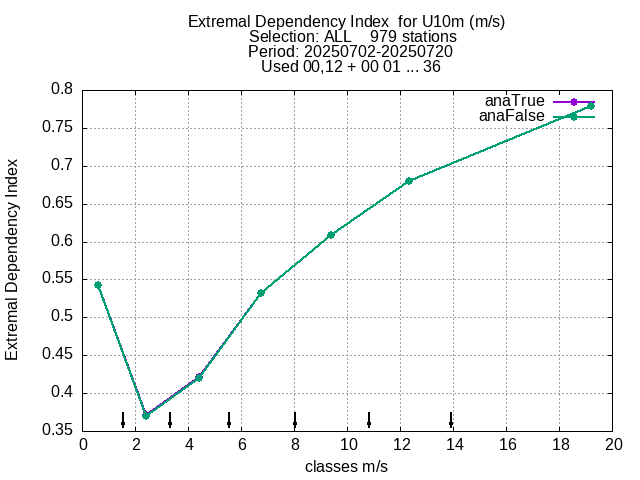 Extremal Dependency Index  for U10m (m/s)
Selection: ALL    979 stations
Period: 20250702-20250720
Used 00,12 + 00 01 ... 36
anaTrue
anaFalse
Extremal Dependency Index
0.8
0.75
0.7
0.65
0.6
0.55
0.5
0.45
0.4
0.35
0 2 4 6 8 10 12 14 16 18 20
classes m/s